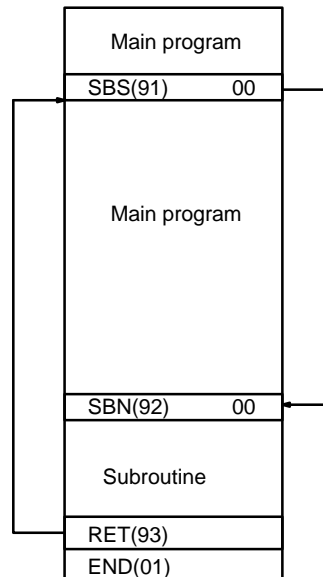 Main program
SBS(91) 00
Main program
SBN(92) 00
Subroutine
RET(93)
END(01)